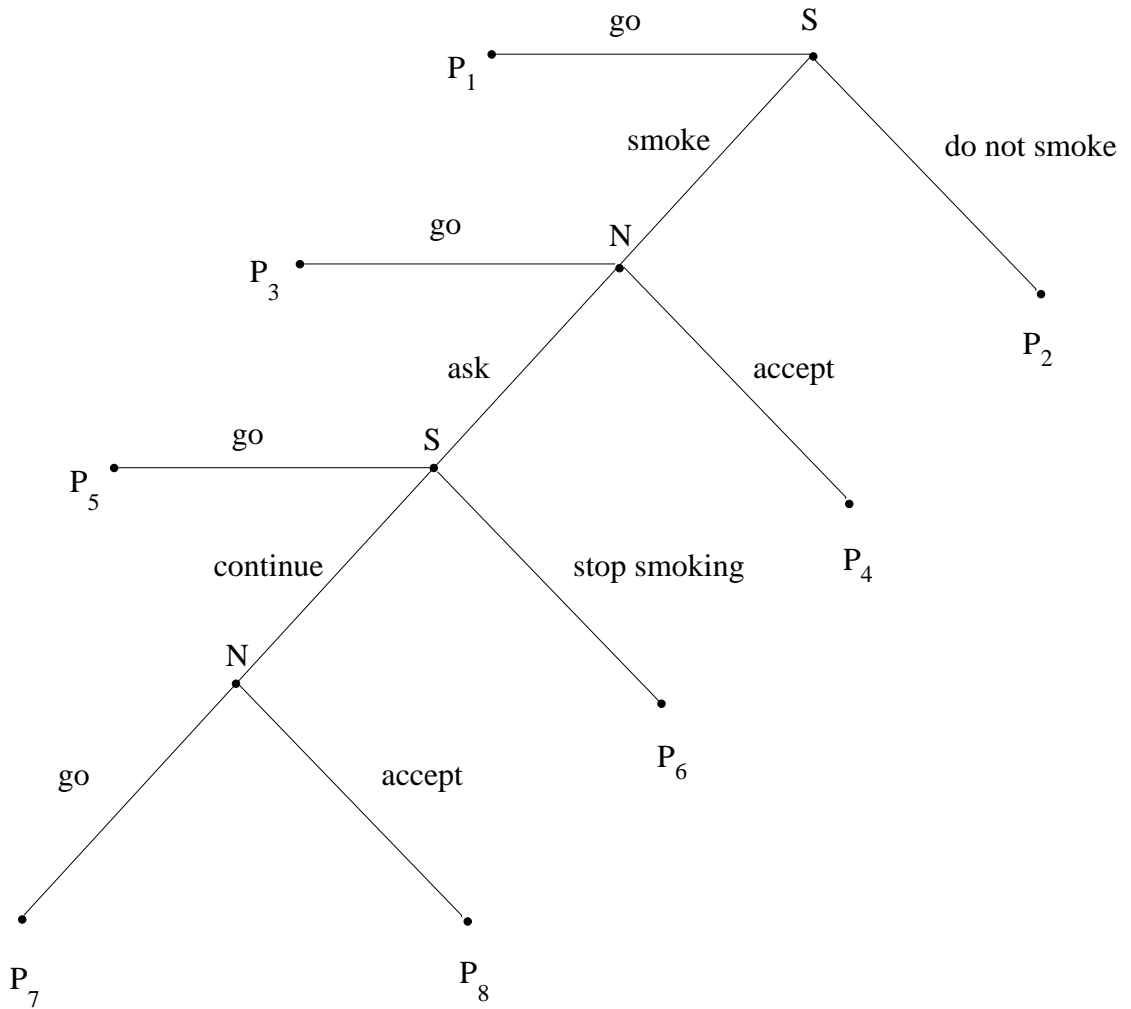 go
S
P1
smoke
do not smoke
go
N
P3
P2
ask
accept
go
S
P5
continue
stop smoking
P4
N
P6
go
accept
P7
P8